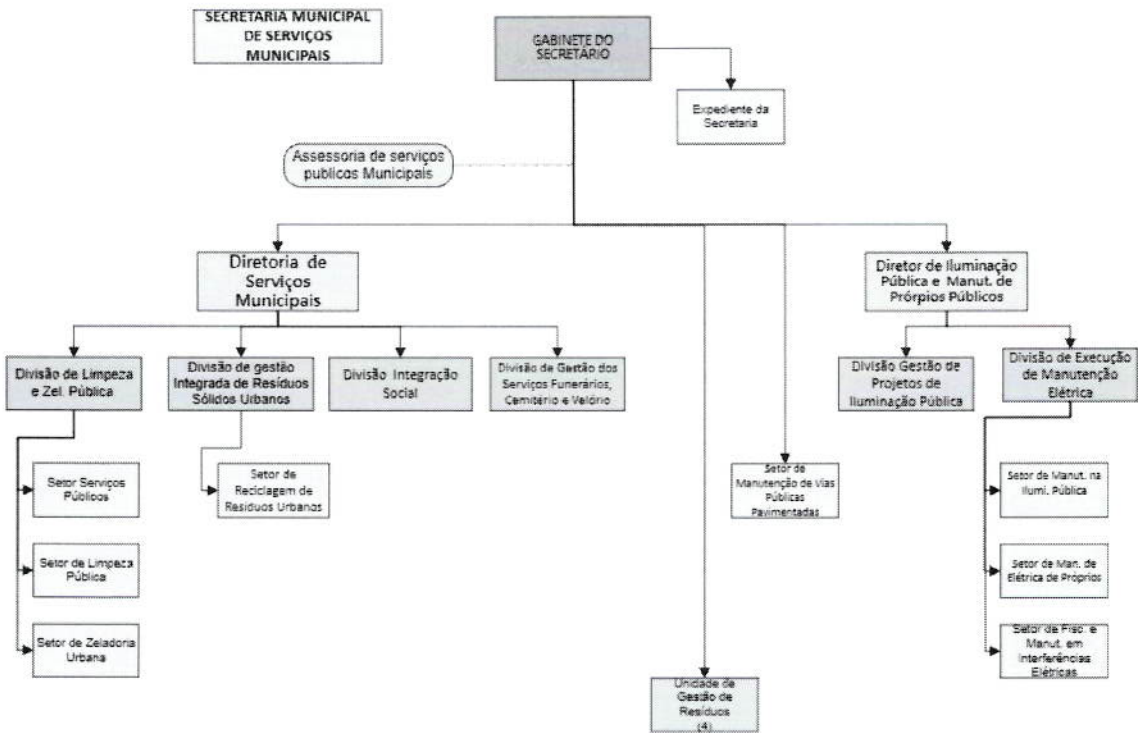 SECRETARIA MUNICIPAL
DE SERVIÇOS
MUNICIPAIS
GABINETE DO
SECRETÁRIO
Expediente da
Secretaria
Assessoria de serviços
publicos Municipais
Diretoria de
Serviços
Municipais
Diretor de Iluminação
Pública e Manut. de
Prórpios Públicos
Divisão de Limpeza
e Zel. Pública
Divisão de gestão
Integrada de Resíduos
Sólidos Urbanos
Divisão Integração
Social
Divisão de Gestão dos
Serviços Funerários,
Cemitério e Velório
Divisão Gestão de
Projetos de
Iluminação Pública
Divisão de Execução
de Manutenção
Elétrica
Setor Serviços
Públicos
Setor de
Reciclagem de
Resíduos Urbanos
Setor de
Manutenção de Vias
Públicas
Pavimentadas
Setor de Manut. na
Ilumi. Pública
Setor de Limpeza
Pública
Setor de Man. de
Elétrica de Próprios
Setor de Zeladoria
Urbana
Setor de Fisc. e
Manut. em
Interferências
Elétricas
Unidade de
Gestão de
Resíduos
(4)